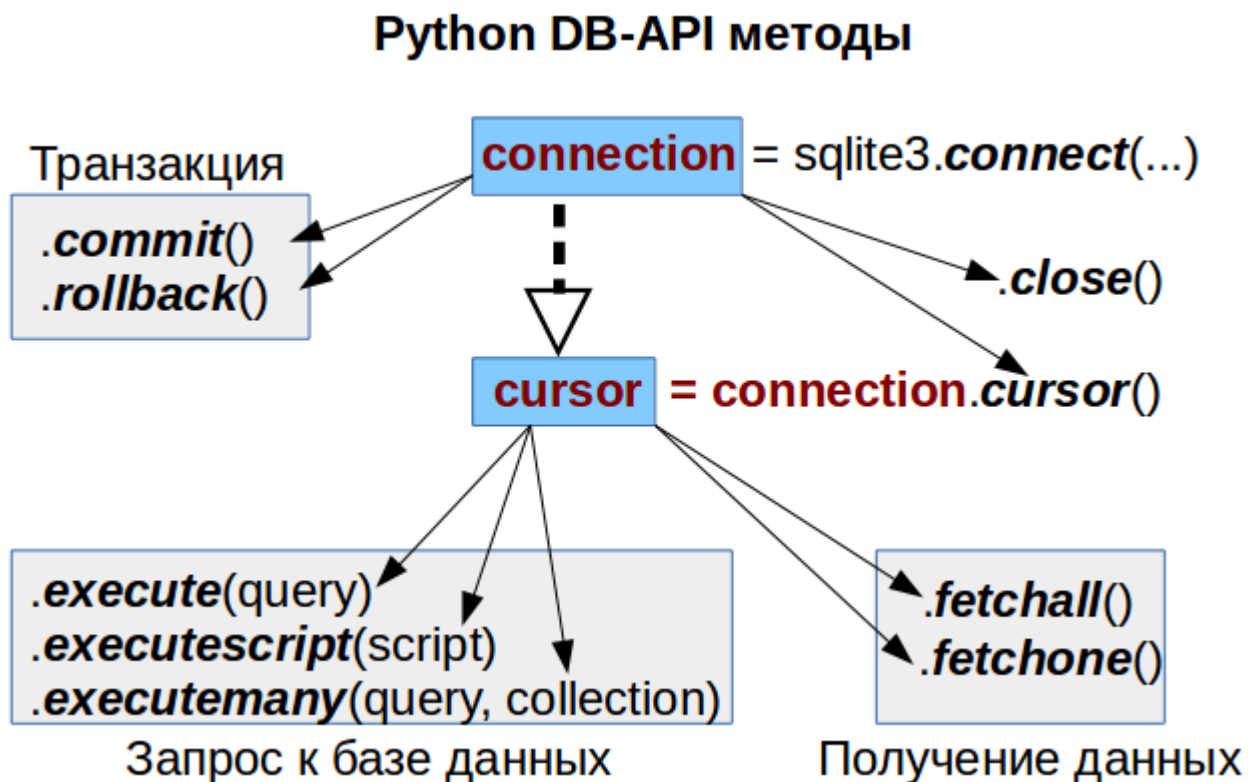 Python DB-API методы
connection = sqlite3.connect(...)
Транзакция
.commit()
.rollback()
.close()
cursor = connection.cursor()
.execute(query)
.executescript(script)
.executemany(query, collection)
Запрос к базе данных
.fetchall()
.fetchone()
Получение данных